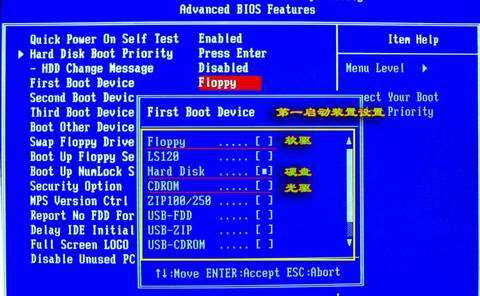 Advanced BIOS Features
Quick Power On Self Test Enabled
Hard Disk Boot Priority Press Enter
- HDD Change Message Disabled
First Boot Device Floppy
Second Boot Devic
Third Boot Devic
Boot Other Devic
Swap Floppy Drive
Boot Up Floppy Se
Boot Up NumLock S
Security Option
MPS Version Ctrl
Report No FDD For
Delay IDE Initial
Full Screen LOGO
Disable Unused PC
Item Help
Menu Level
ect Your Boot
Priority
First Boot Device 第一启动装置设置
Floppy ..... [ ] 软驱
LS120 ..... [ ]
Hard Disk ..... [■] 硬盘
CDROM ..... [ ] 光驱
ZIP100/250 ..... [ ]
USB-FDD ..... [ ]
USB-ZIP ..... [ ]
USB-CDROM ..... [ ]
↑↓:Move ENTER:Accept ESC:Abort